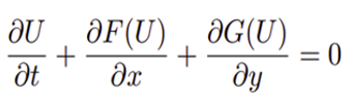 ∂U/∂t + ∂F(U)/∂x + ∂G(U)/∂y = 0